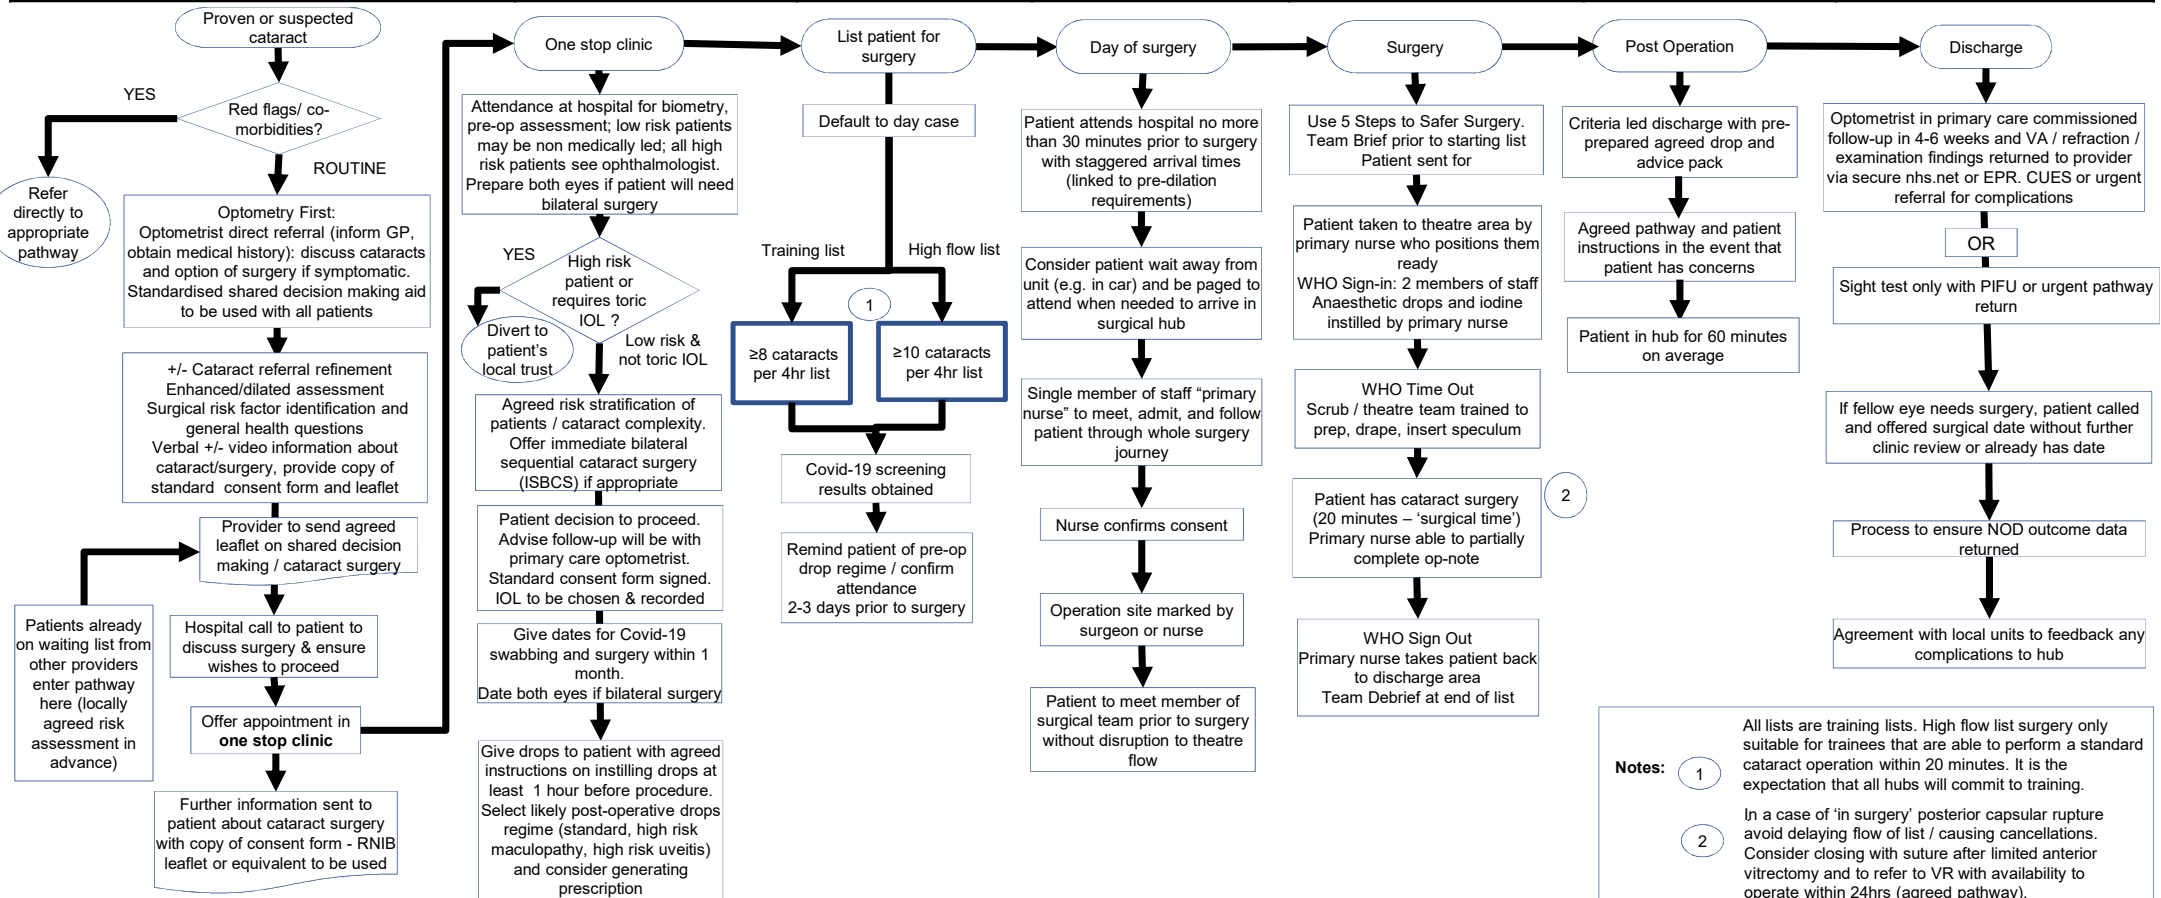 Proven or suspected
cataract
YES
Red flags/ co-
morbidities?
ROUTINE
Refer
directly to
appropriate
pathway
Optometry First:
Optometrist direct referral (inform GP,
obtain medical history): discuss cataracts
and option of surgery if symptomatic.
Standardised shared decision making aid
to be used with all patients
+/- Cataract referral refinement
Enhanced/dilated assessment
Surgical risk factor identification and
general health questions
Verbal +/- video information about
cataract/surgery, provide copy of
standard consent form and leaflet
Provider to send agreed
leaflet on shared decision
making / cataract surgery
Patients already
on waiting list from
other providers
enter pathway
here (locally
agreed risk
assessment in
advance)
Hospital call to patient to
discuss surgery & ensure
wishes to proceed
Offer appointment in
one stop clinic
Further information sent to
patient about cataract surgery
with copy of consent form - RNIB
leaflet or equivalent to be used
One stop clinic
Attendance at hospital for biometry,
pre-op assessment; low risk patients
may be non medically led; all high
risk patients see ophthalmologist.
Prepare both eyes if patient will need
bilateral surgery
YES
High risk
patient or
requires toric
IOL ?
Divert to
patient's
local trust
Low risk &
not toric IOL
Agreed risk stratification of
patients / cataract complexity.
Offer immediate bilateral
sequential cataract surgery
(ISBCS) if appropriate
Patient decision to proceed.
Advise follow-up will be with
primary care optometrist.
Standard consent form signed.
IOL to be chosen & recorded
Give dates for Covid-19
swabbing and surgery within 1
month.
Date both eyes if bilateral surgery
Give drops to patient with agreed
instructions on instilling drops at
least 1 hour before procedure.
Select likely post-operative drops
regime (standard, high risk
maculopathy, high risk uveitis)
and consider generating
prescription
List patient for
surgery
Default to day case
Training list
High flow list
1
≥8 cataracts
per 4hr list
≥10 cataracts
per 4hr list
Covid-19 screening
results obtained
Remind patient of pre-op
drop regime / confirm
attendance
2-3 days prior to surgery
Day of surgery
Patient attends hospital no more
than 30 minutes prior to surgery
with staggered arrival times
(linked to pre-dilation
requirements)
Consider patient wait away from
unit (e.g. in car) and be paged to
attend when needed to arrive in
surgical hub
Single member of staff “primary
nurse” to meet, admit, and follow
patient through whole surgery
journey
Nurse confirms consent
Operation site marked by
surgeon or nurse
Patient to meet member of
surgical team prior to surgery
without disruption to theatre
flow
Surgery
Use 5 Steps to Safer Surgery.
Team Brief prior to starting list
Patient sent for
Patient taken to theatre area by
primary nurse who positions them
ready
WHO Sign-in: 2 members of staff
Anaesthetic drops and iodine
instilled by primary nurse
WHO Time Out
Scrub / theatre team trained to
prep, drape, insert speculum
Patient has cataract surgery
(20 minutes – ‘surgical time’)
Primary nurse able to partially
complete op-note
2
WHO Sign Out
Primary nurse takes patient back
to discharge area
Team Debrief at end of list
Post Operation
Criteria led discharge with pre-
prepared agreed drop and
advice pack
Agreed pathway and patient
instructions in the event that
patient has concerns
Patient in hub for 60 minutes
on average
Discharge
Optometrist in primary care commissioned
follow-up in 4-6 weeks and VA / refraction /
examination findings returned to provider
via secure nhs.net or EPR. CUES or urgent
referral for complications
OR
Sight test only with PIFU or urgent pathway
return
If fellow eye needs surgery, patient called
and offered surgical date without further
clinic review or already has date
Process to ensure NOD outcome data
returned
Agreement with local units to feedback any
complications to hub
Notes:
1
All lists are training lists. High flow list surgery only
suitable for trainees that are able to perform a standard
cataract operation within 20 minutes. It is the
expectation that all hubs will commit to training.
2
In a case of ‘in surgery’ posterior capsular rupture
avoid delaying flow of list / causing cancellations.
Consider closing with suture after limited anterior
vitrectomy and to refer to VR with availability to
operate within 24hrs (agreed pathway).